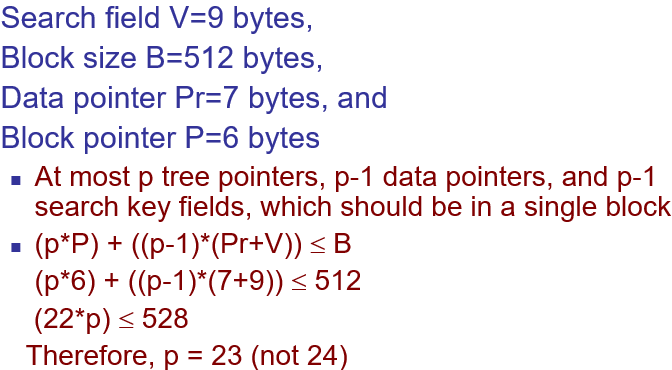 Search field V=9 bytes,
Block size B=512 bytes,
Data pointer Pr=7 bytes, and
Block pointer P=6 bytes
▪ At most p tree pointers, p-1 data pointers, and p-1
search key fields, which should be in a single block
▪ (p*P) + ((p-1)*(Pr+V)) ≤ B
(p*6) + ((p-1)*(7+9)) ≤ 512
(22*p) ≤ 528
Therefore, p = 23 (not 24)